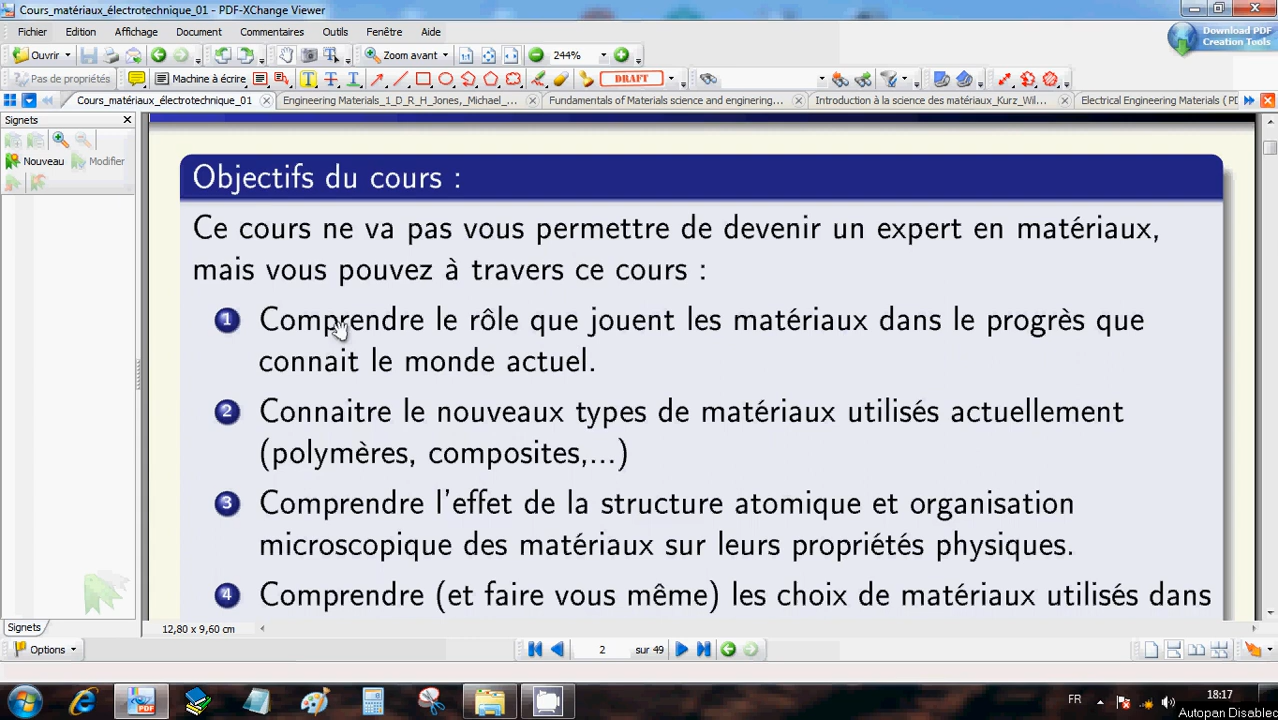 Cours_matériaux_électrotechnique_01 - PDF-XChange Viewer
Fichier Edition Affichage Document Commentaires Outils Fenêtre Aide
Download PDF
Creation Tools
Ouvrir Zoom avant 244%
Pas de propriétés Machine à écrire DRAFT
Cours_matériaux_électrotechnique_01 Engineering Materials_1_D_R_H_Jones,_Michael_... Fundamentals of Materials science and enginering... Introduction à la science des matériaux_Kurz_Wil... Electrical Engineering Materials ( PD
Signets
Nouveau Modifier
Objectifs du cours :
Ce cours ne va pas vous permettre de devenir un expert en matériaux,
mais vous pouvez à travers ce cours :
1 Comprendre le rôle que jouent les matériaux dans le progrès que
connait le monde actuel.
2 Connaitre le nouveaux types de matériaux utilisés actuellement
(polymères, composites,...)
3 Comprendre l'effet de la structure atomique et organisation
microscopique des matériaux sur leurs propriétés physiques.
4 Comprendre (et faire vous même) les choix de matériaux utilisés dans
Signets
12,80 x 9,60 cm
Options 2 sur 49
PDF
FR 18:17
Autopan Disabled